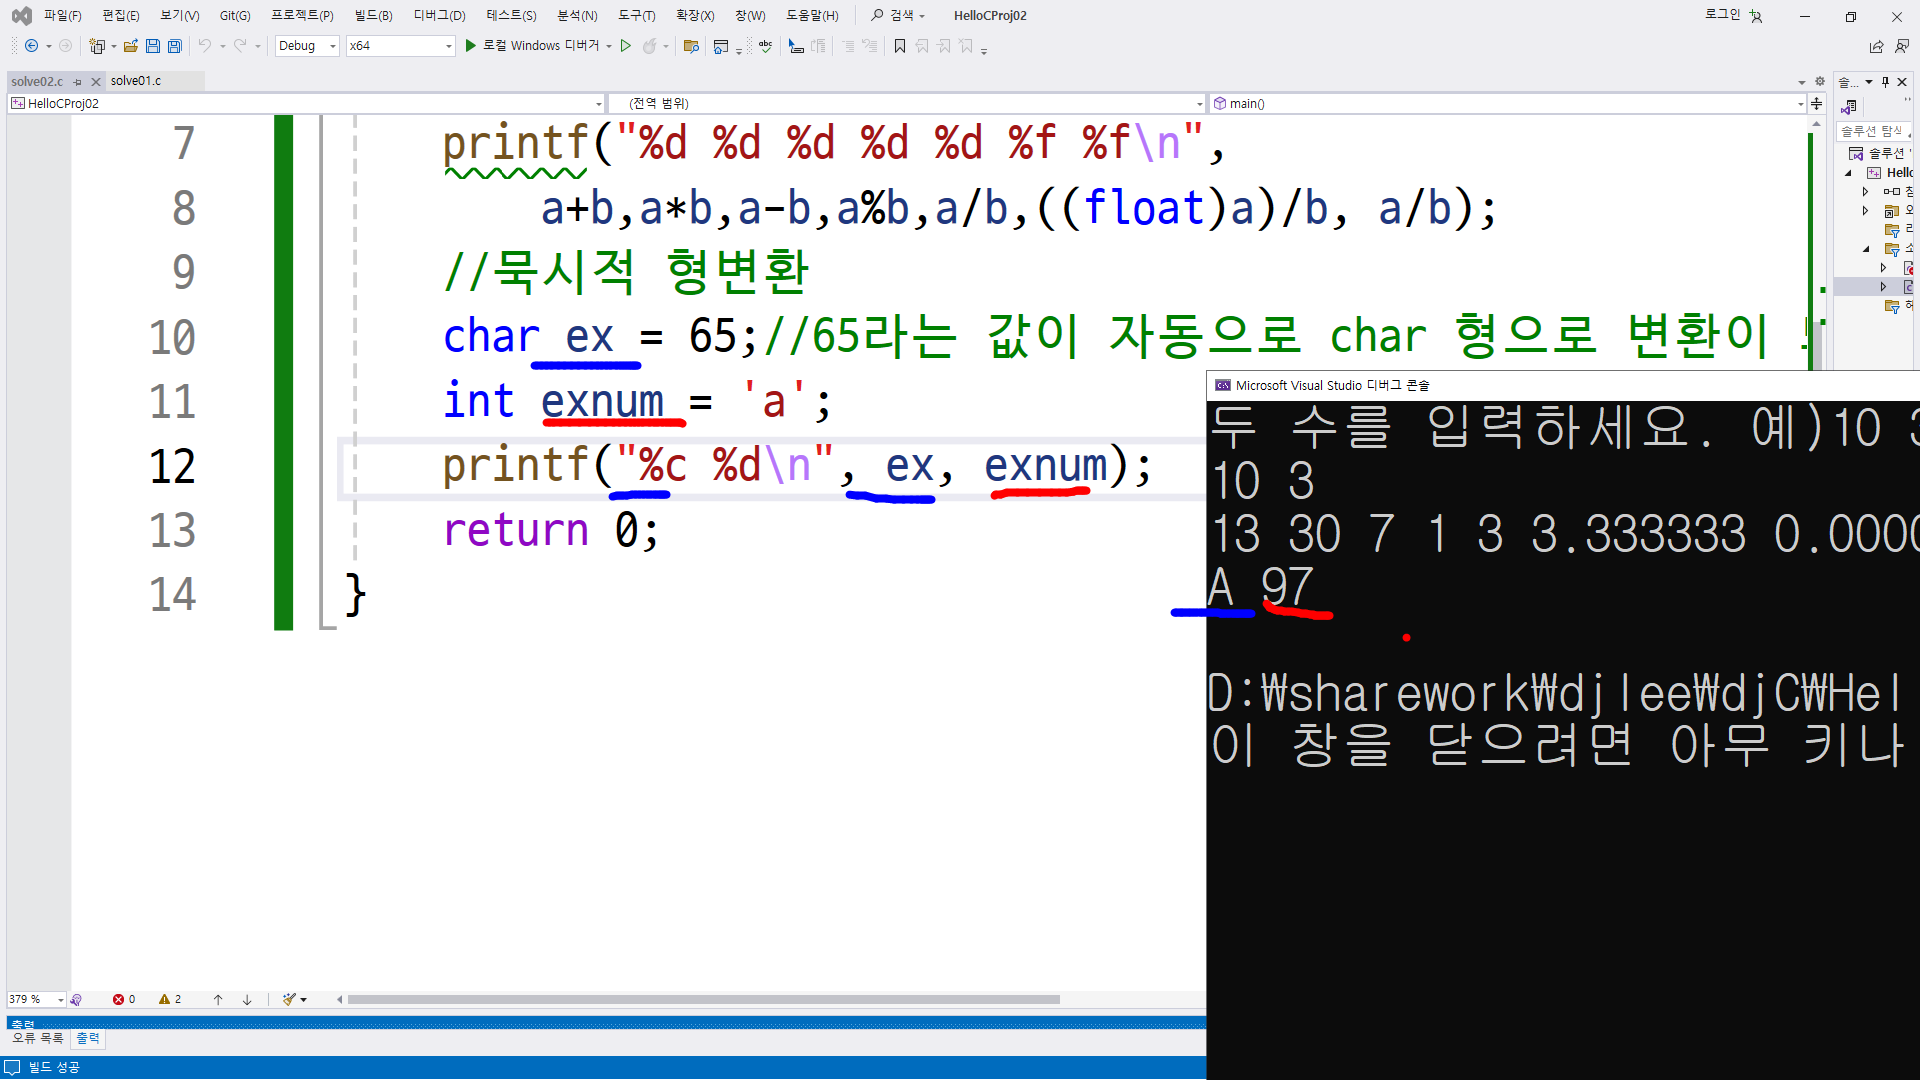 파일(F) 편집(E) 보기(V) Git(G) 프로젝트(P) 빌드(B) 디버그(D) 테스트(S) 분석(N) 도구(T) 확장(X) 창(W) 도움말(H) 검색 HelloCProj02 로그인
Debug x64 로컬 Windows 디버거
solve02.c solve01.c
솔...
HelloCProj02 (전역 범위) main()
솔루션 탐색
솔루션 '
Hello
7 printf("%d %d %d %d %d %f %f\n",
8 a+b,a*b,a-b,a%b,a/b,((float)a)/b, a/b);
9 //묵시적 형변환
10 char ex = 65;//65라는 값이 자동으로 char 형으로 변환이
11 int exnum = 'a';
12 printf("%c %d\n", ex, exnum);
13 return 0;
14 }
Microsoft Visual Studio 디버그 콘솔
두 수를 입력하세요. 예)10 3
10 3
13 30 7 1 3 3.333333 0.0000
A 97
D:₩sharework₩djlee₩djC₩Hel
이 창을 닫으려면 아무 키나
379 % 0 2
출력
오류 목록 출력
빌드 성공